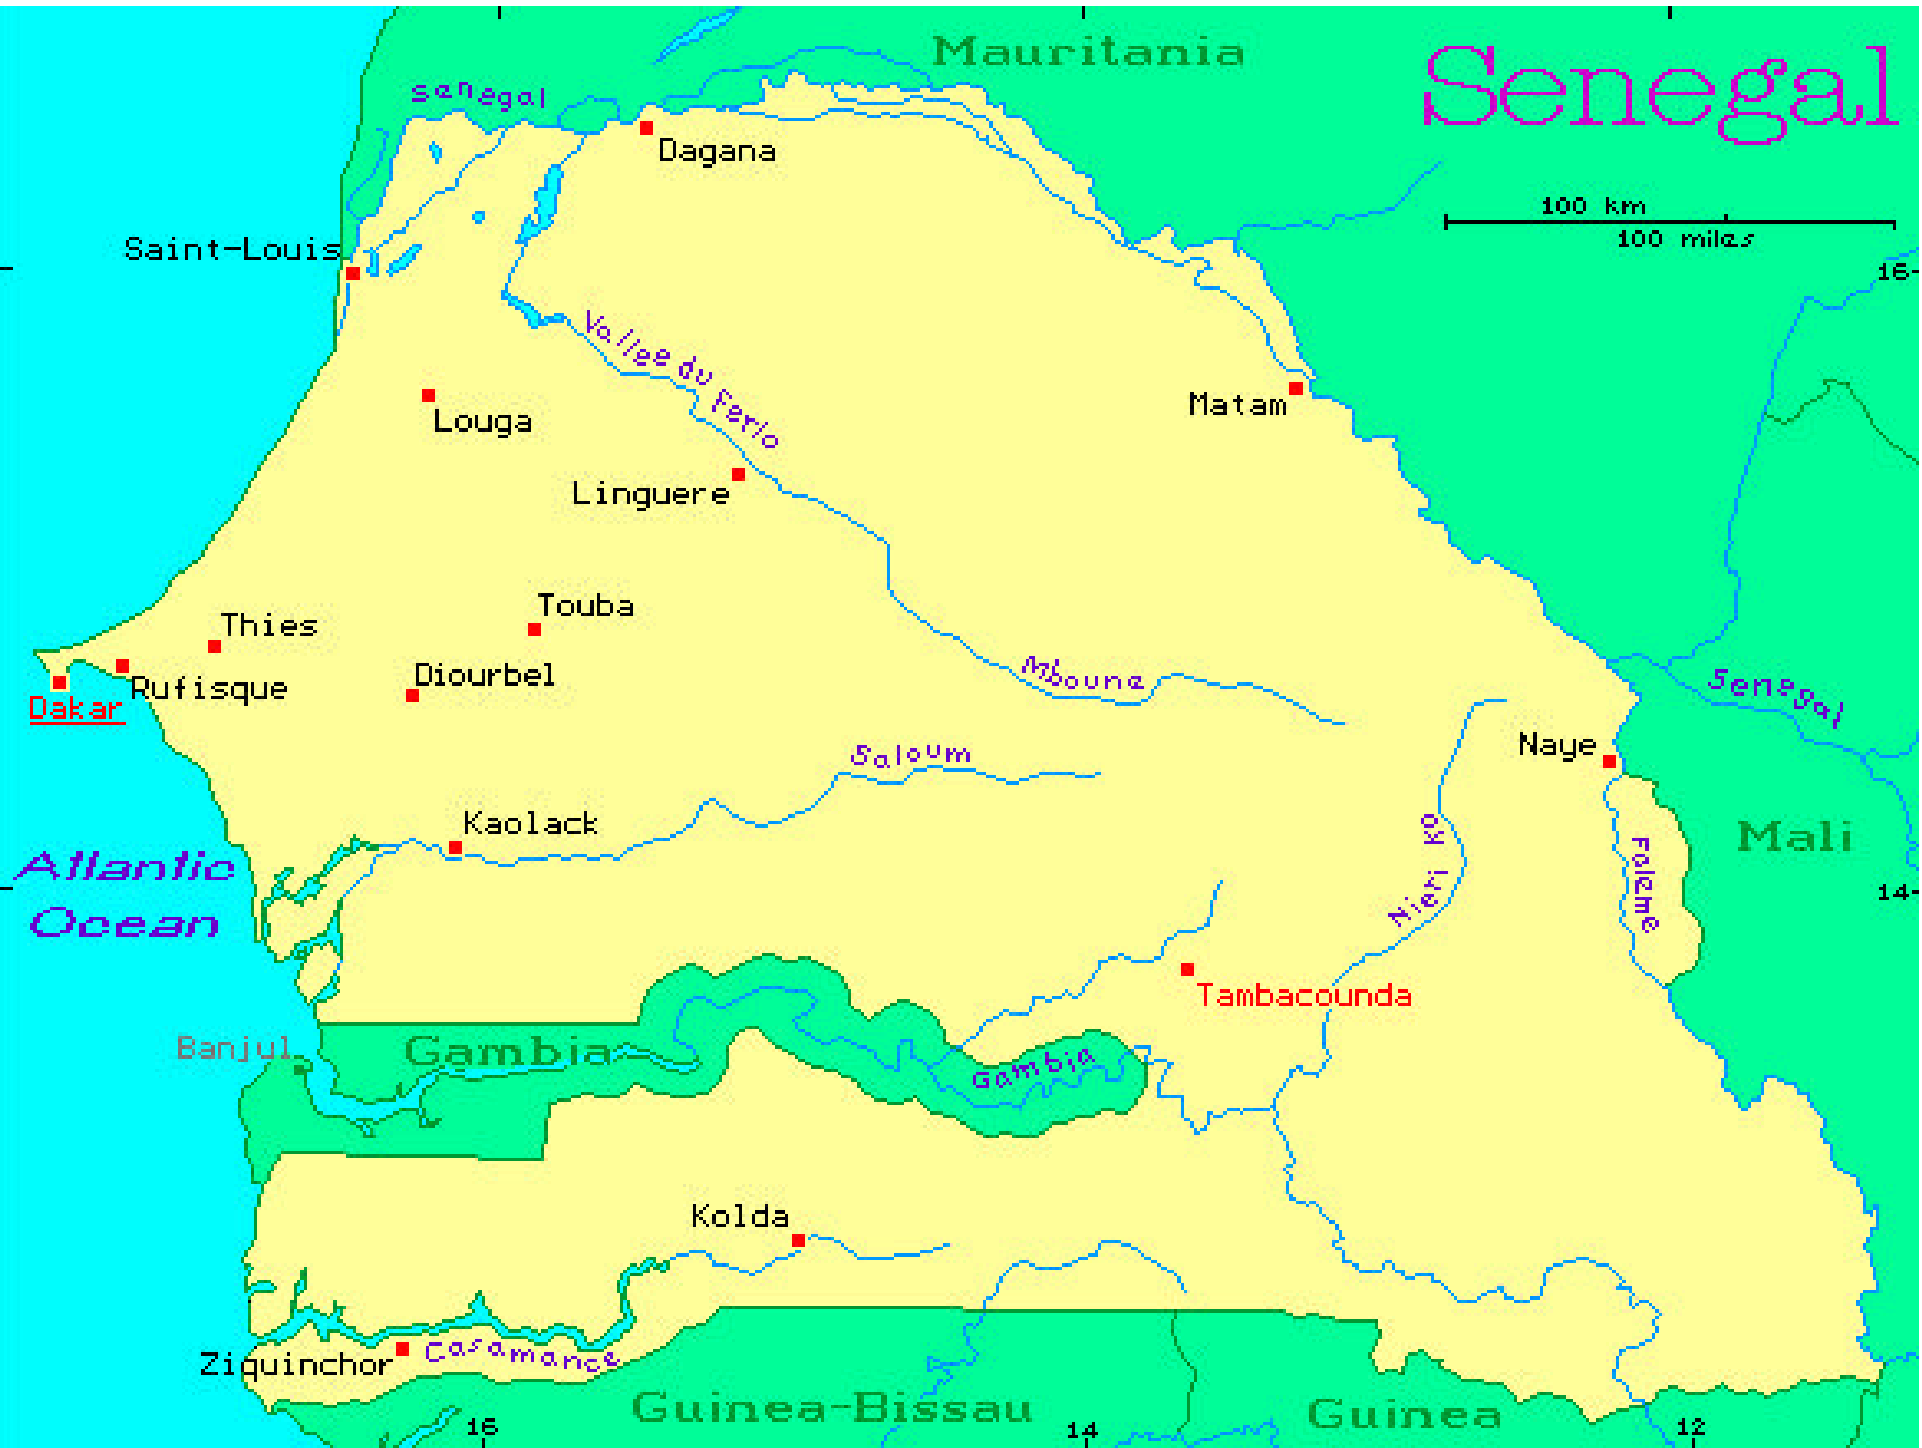 Mauritania
Senegal
senegal
Dagana
100 km
100 miles
Saint-Louis
16
Vallee du Ferlo
Louga
Matam
Linguere
Touba
Thies
Diourbel
Rufisque
Dakar
Mboune
Senegal
Naye
Saloum
Kaolack
Nieri Ko
Faleme
Mali
Atlantic
Ocean
14
Tambacounda
Banjul
Gambia
Gambia
Kolda
Ziquinchor
Casamance
Guinea-Bissau
Guinea
16
14
12